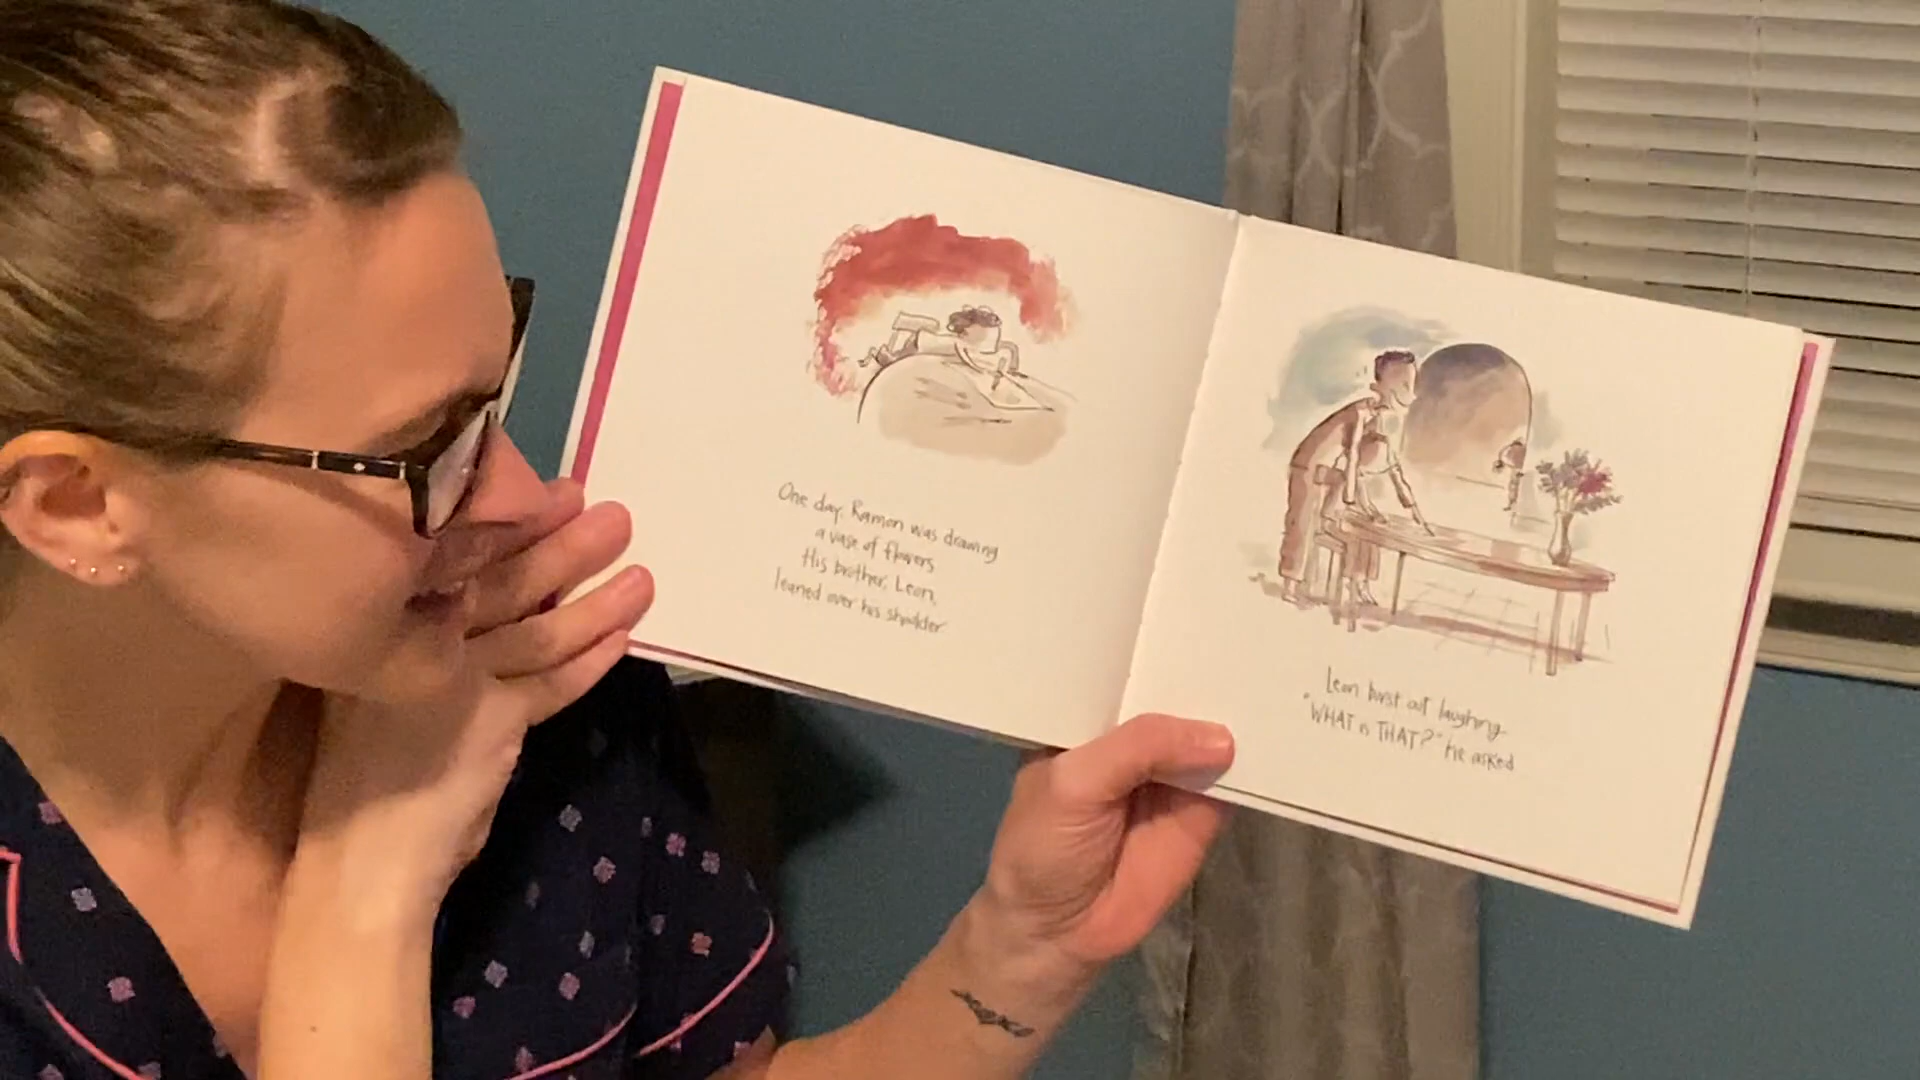 One day, Ramon was drawing
a vase of flowers.
His brother, Leon,
leaned over his shoulder.
Leon burst out laughing.
"WHAT is THAT?" he asked